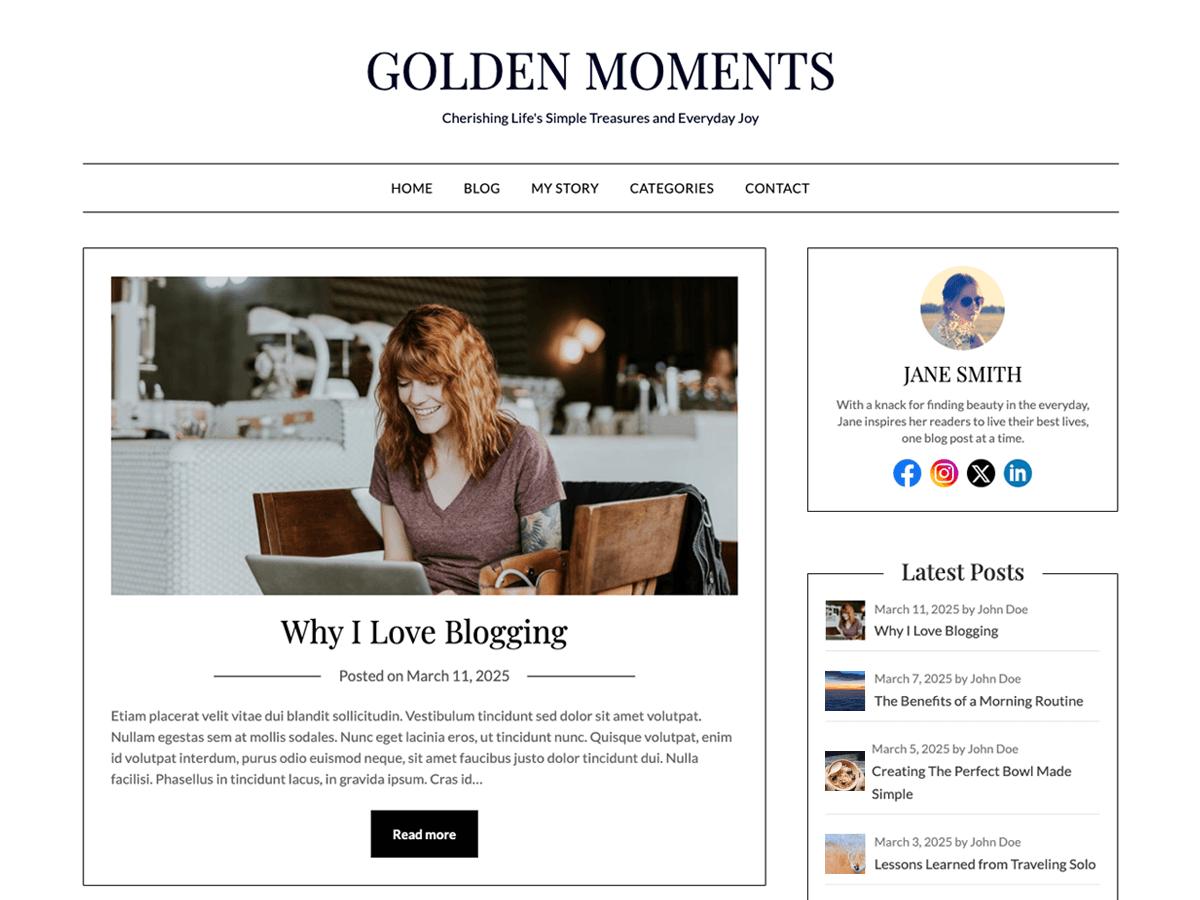 GOLDEN MOMENTS
Cherishing Life's Simple Treasures and Everyday Joy
HOME BLOG MY STORY CATEGORIES CONTACT
Why I Love Blogging
Posted on March 11, 2025
Etiam placerat velit vitae dui blandit sollicitudin. Vestibulum tincidunt sed dolor sit amet volutpat.
Nullam egestas sem at mollis sodales. Nunc eget lacinia eros, ut tincidunt nunc. Quisque volutpat, enim
id volutpat interdum, purus odio euismod neque, sit amet faucibus justo dolor tincidunt dui. Nulla
facilisi. Phasellus in tincidunt lacus, in gravida ipsum. Cras id...
Read more
JANE SMITH
With a knack for finding beauty in the everyday,
Jane inspires her readers to live their best lives,
one blog post at a time.
f X in
Latest Posts
March 11, 2025 by John Doe
Why I Love Blogging
March 7, 2025 by John Doe
The Benefits of a Morning Routine
March 5, 2025 by John Doe
Creating The Perfect Bowl Made
Simple
March 3, 2025 by John Doe
Lessons Learned from Traveling Solo